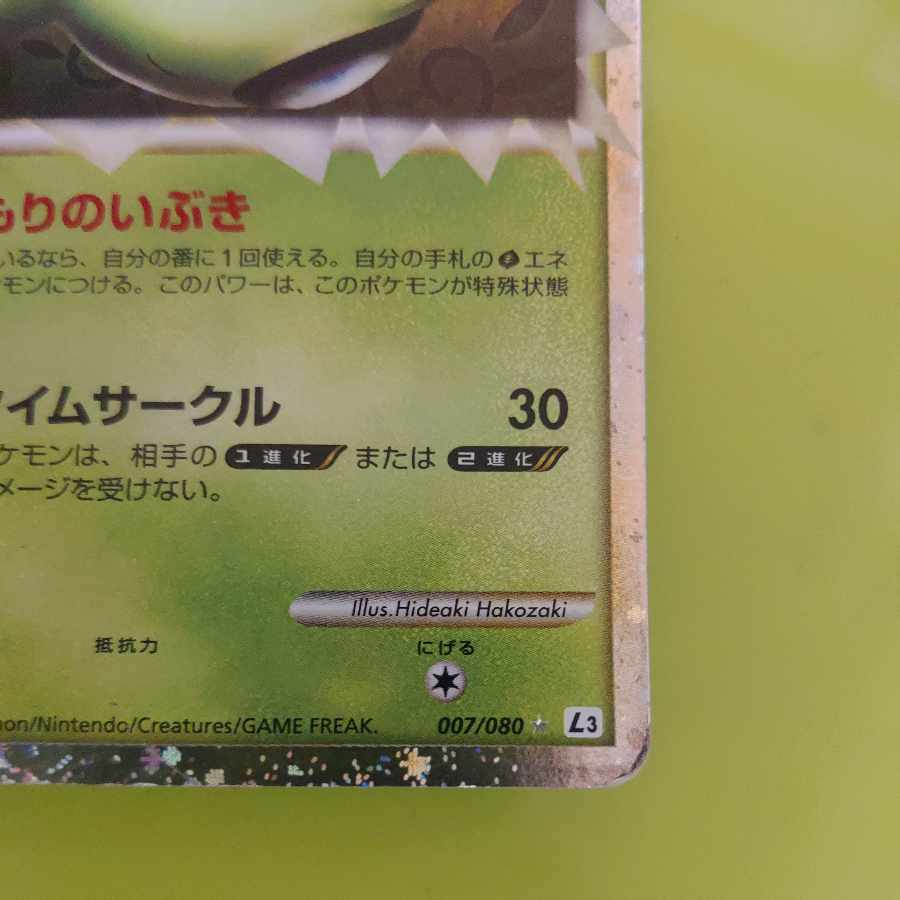 もりのいぶき
いるなら、自分の番に1回使える。自分の手札の エネ
モンにつける。このパワーは、このポケモンが特殊状態
イムサークル 30
ケモンは、相手の 1進化 または 2進化
メージを受けない。
Illus.Hideaki Hakozaki
抵抗力 にげる
on/Nintendo/Creatures/GAME FREAK. 007/080 L3